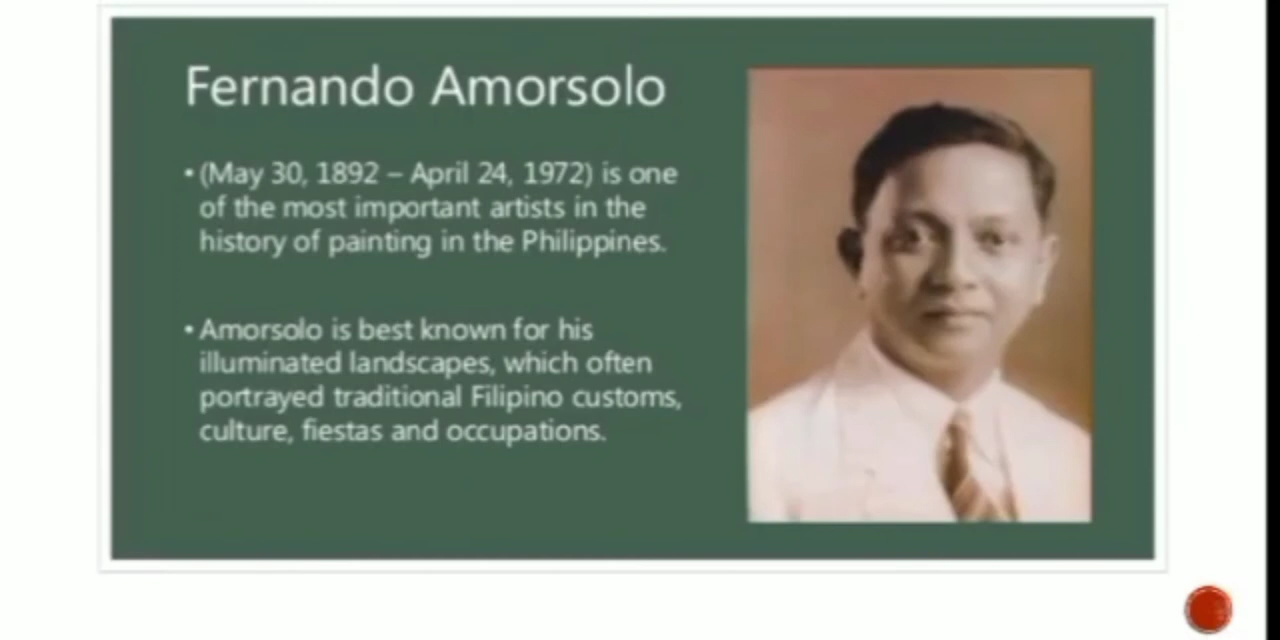 Fernando Amorsolo
• (May 30, 1892 – April 24, 1972) is one
of the most important artists in the
history of painting in the Philippines.
• Amorsolo is best known for his
illuminated landscapes, which often
portrayed traditional Filipino customs,
culture, fiestas and occupations.